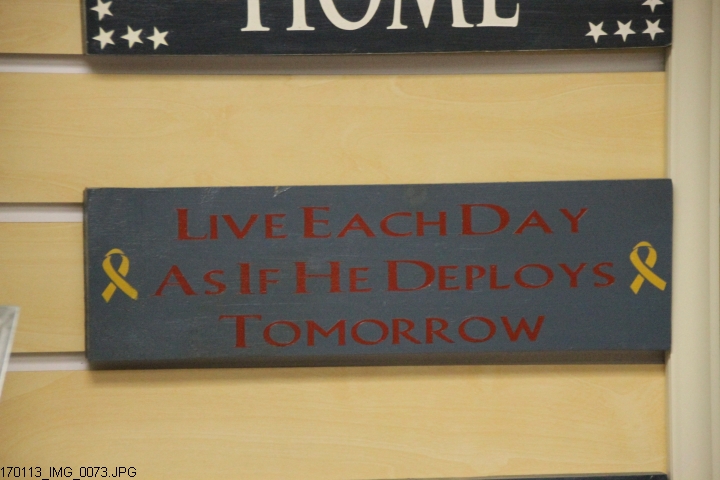 HOME
LIVE EACH DAY
AS IF HE DEPLOYS
TOMORROW
170113_IMG_0073.JPG